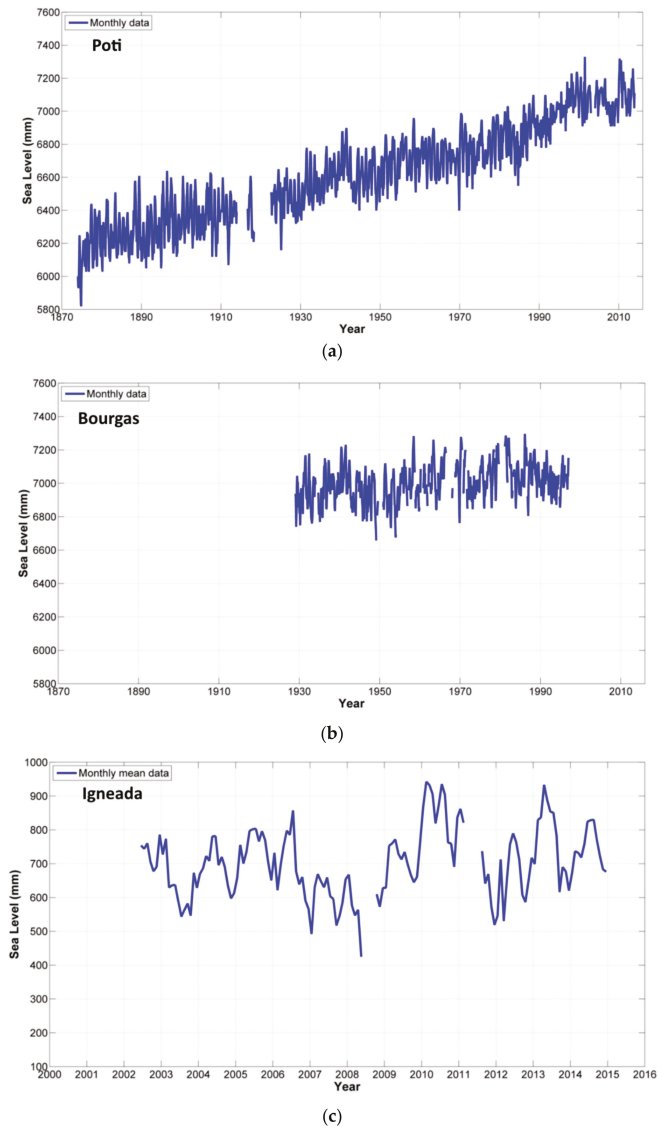 7600
Monthly data
7400
Poti
7200
7000
6800
6600
6400
6200
6000
5800
Sea Level (mm)
1870 1890 1910 1930 1950 1970 1990 2010
Year
(a)
7600
Monthly data
7400
Bourgas
7200
7000
6800
6600
6400
6200
6000
5800
Sea Level (mm)
1870 1890 1910 1930 1950 1970 1990 2010
Year
(b)
1000
Monthly mean data
Igneada
900
800
700
600
500
400
300
200
100
Sea Level (mm)
2000 2001 2002 2003 2004 2005 2006 2007 2008 2009 2010 2011 2012 2013 2014 2015 2016
Year
(c)